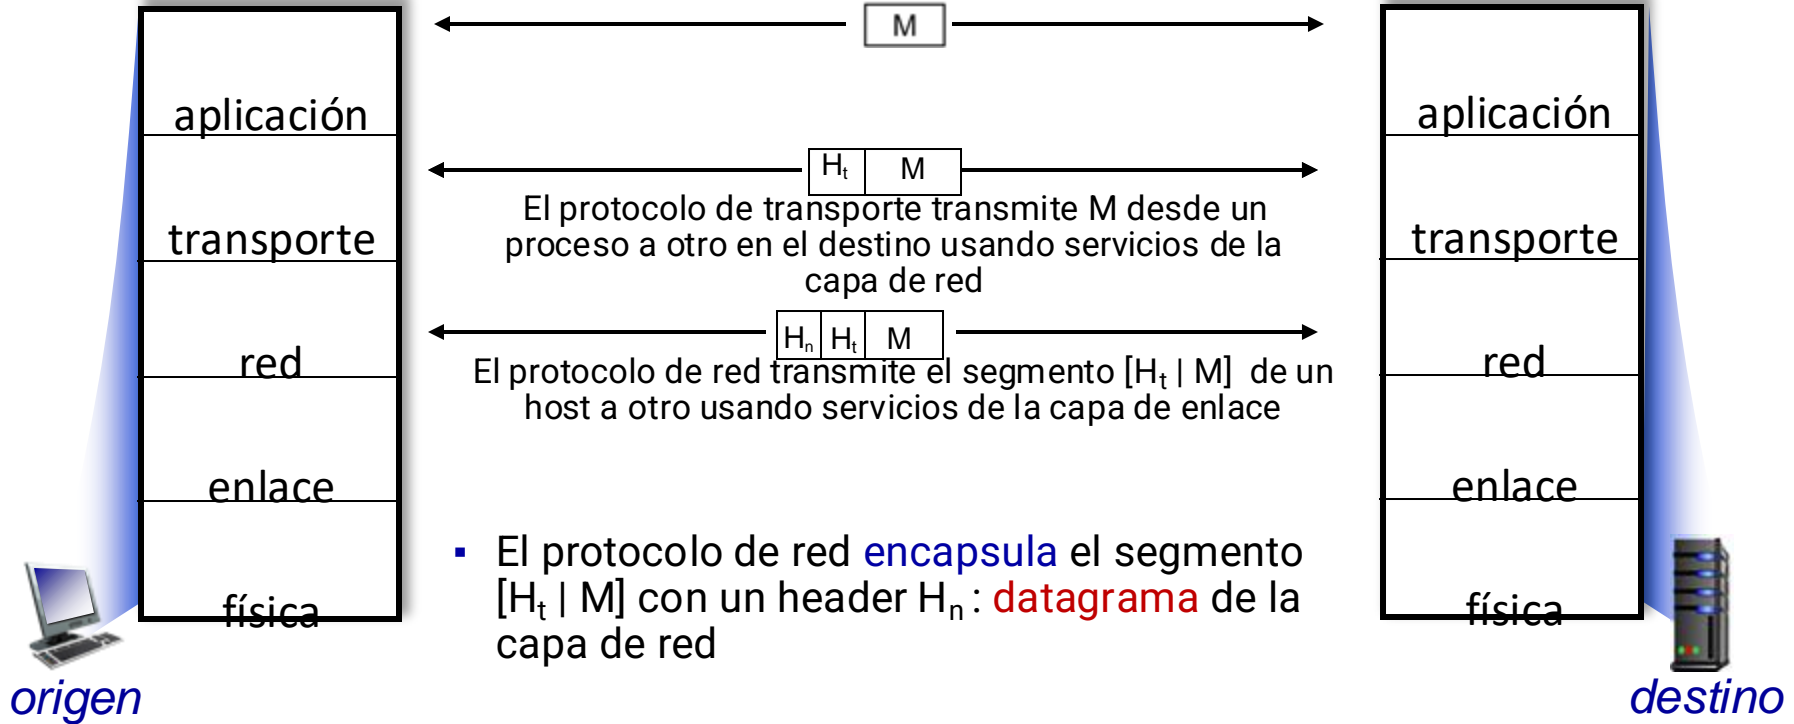 M
aplicación
aplicación
Ht M
El protocolo de transporte transmite M desde un
proceso a otro en el destino usando servicios de la
capa de red
transporte
transporte
Hn Ht M
El protocolo de red transmite el segmento [Ht | M] de un
host a otro usando servicios de la capa de enlace
red
red
enlace
enlace
▪ El protocolo de red encapsula el segmento
[Ht | M] con un header Hn : datagrama de la
capa de red
física
física
origen
destino